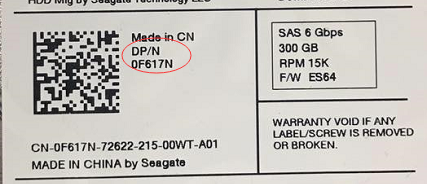 HDD Mfg by Seagate Technology LLC
Made in CN
DP/N
0F617N
CN-0F617N-72622-215-00WT-A01
MADE IN CHINA by Seagate
SAS 6 Gbps
300 GB
RPM 15K
F/W ES64
WARRANTY VOID IF ANY
LABEL/SCREW IS REMOVED
OR BROKEN.